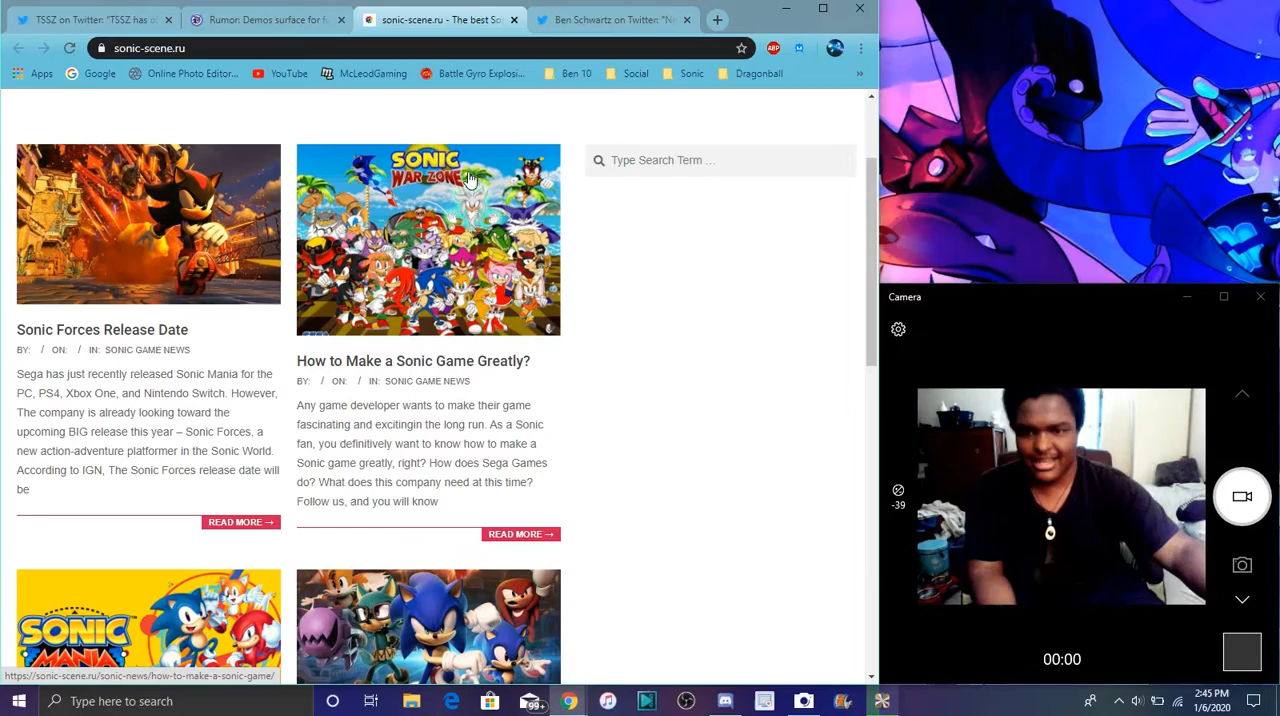 TSSZ on Twitter: "TSSZ has ol
Rumor: Demos surface for fu
sonic-scene.ru - The best So
Ben Schwartz on Twitter: "Ne
sonic-scene.ru
ABP
Apps
Google
Online Photo Editor...
YouTube
McLeodGaming
Battle Gyro Explosi...
Ben 10
Social
Sonic
Dragonball
»
SONIC
WAR ZONE
Type Search Term …
SEGA
Sonic Forces Release Date
BY: / ON: / IN: SONIC GAME NEWS
Sega has just recently released Sonic Mania for the
PC, PS4, Xbox One, and Nintendo Switch. However,
The company is already looking toward the
upcoming BIG release this year – Sonic Forces, a
new action-adventure platformer in the Sonic World.
According to IGN, The Sonic Forces release date will
be
READ MORE →
How to Make a Sonic Game Greatly?
BY: / ON: / IN: SONIC GAME NEWS
Any game developer wants to make their game
fascinating and excitingin the long run. As a Sonic
fan, you definitively want to know how to make a
Sonic game greatly, right? How does Sega Games
do? What does this company need at this time?
Follow us, and you will know
READ MORE →
SONIC
MANIA
https://sonic-scene.ru/sonic-news/how-to-make-a-sonic-game/
Camera
-39
00:00
Type here to search
99+
2:45 PM
1/6/2020